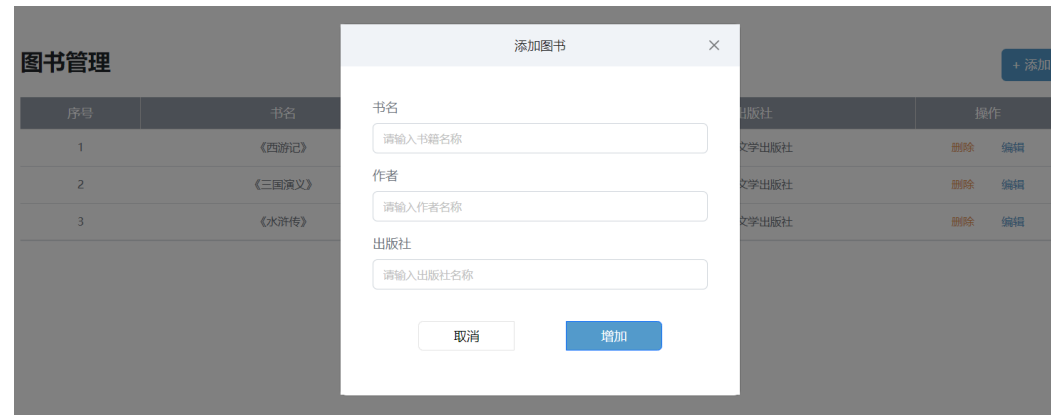 添加图书
图书管理
+ 添加
序号 书名 出版社 操作
1 《西游记》 文学出版社 删除 编辑
2 《三国演义》 文学出版社 删除 编辑
3 《水浒传》 文学出版社 删除 编辑
书名
请输入书籍名称
作者
请输入作者名称
出版社
请输入出版社名称
取消 增加